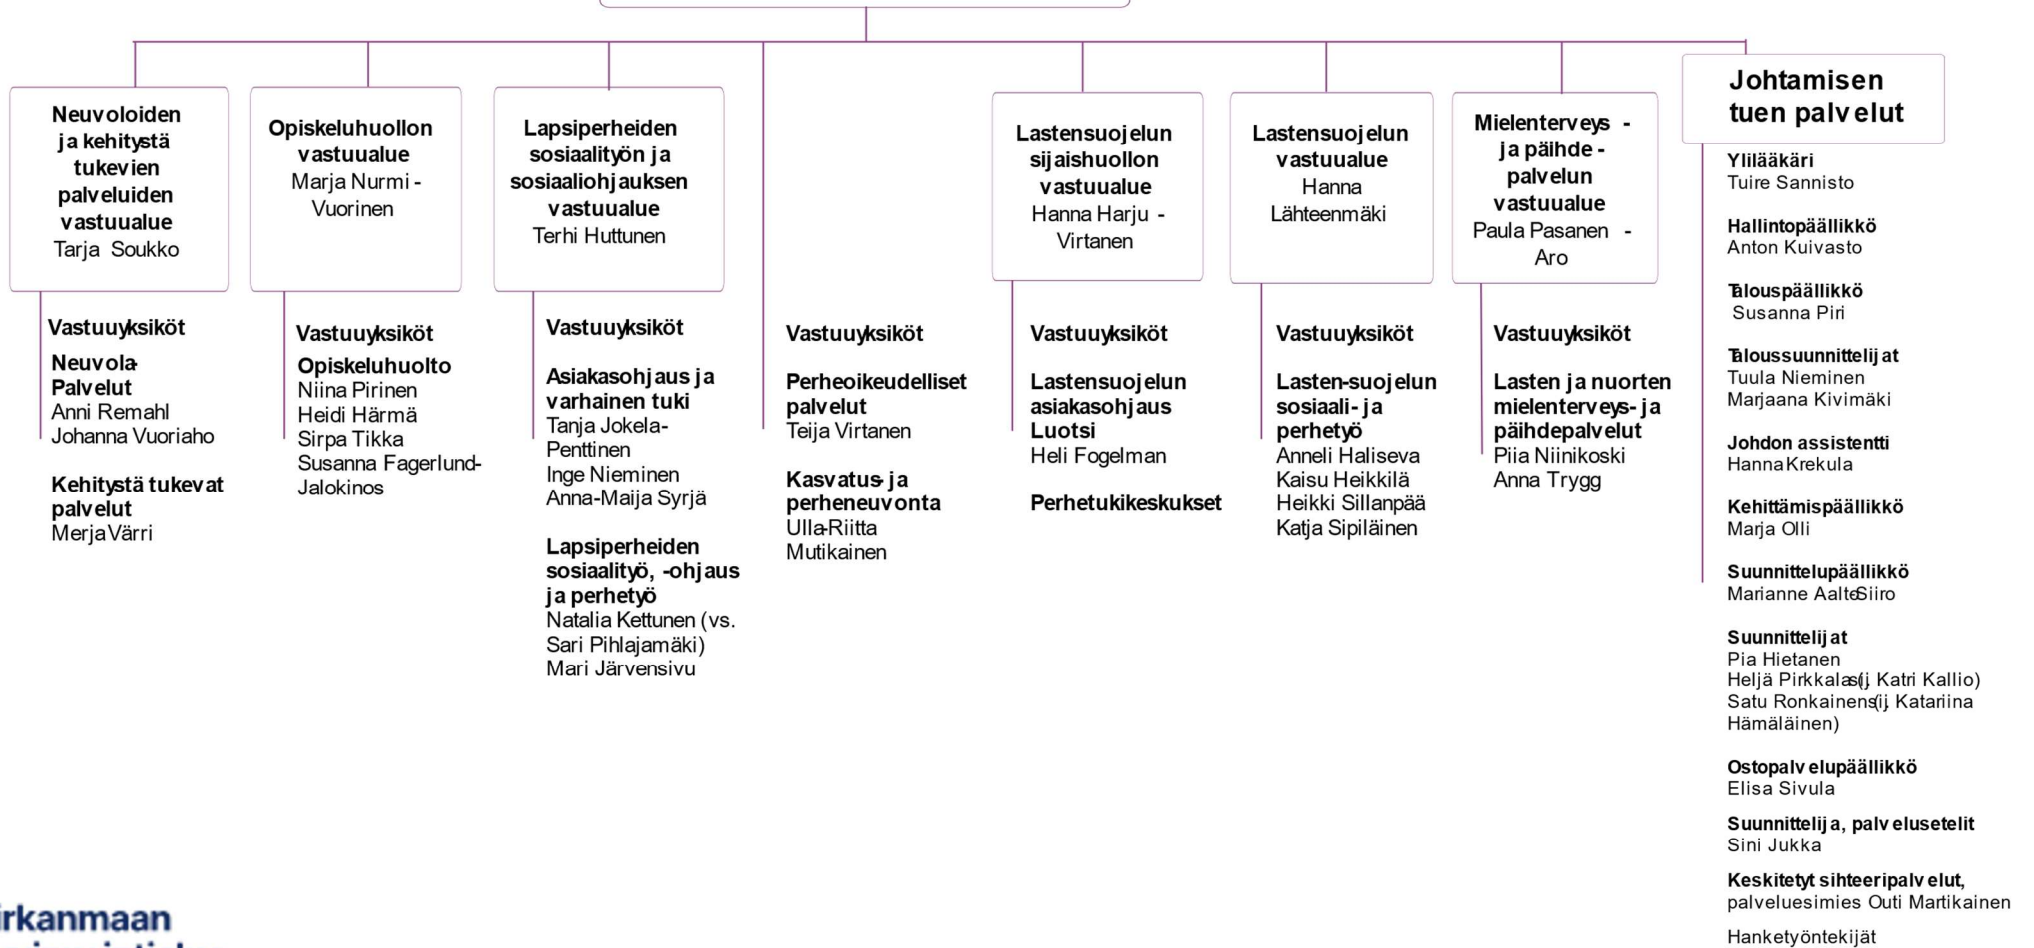 Neuvoloiden
ja kehitystä
tukevien
palveluiden
vastuualue
Tarja Soukko
Vastuuyksiköt
Neuvola-
Palvelut
Anni Remahl
Johanna Vuoriaho
Kehitystä tukevat
palvelut
Merja Värri
Opiskeluhuollon
vastuualue
Marja Nurmi -
Vuorinen
Vastuuyksiköt
Opiskeluhuolto
Niina Pirinen
Heidi Härmä
Sirpa Tikka
Susanna Fagerlund-
Jalokinos
Lapsiperheiden
sosiaalityön ja
sosiaaliohjauksen
vastuualue
Terhi Huttunen
Vastuuyksiköt
Asiakasohjaus ja
varhainen tuki
Tanja Jokela-
Penttinen
Inge Nieminen
Anna-Maija Syrjä
Lapsiperheiden
sosiaalityö, -ohjaus
ja perhetyö
Natalia Kettunen (vs.
Sari Pihlajamäki)
Mari Järvensivu
Vastuuyksiköt
Perheoikeudelliset
palvelut
Teija Virtanen
Kasvatus- ja
perheneuvonta
Ulla-Riitta
Mutikainen
Lastensuojelun
sijaishuollon
vastuualue
Hanna Harju -
Virtanen
Vastuuyksiköt
Lastensuojelun
asiakasohjaus
Luotsi
Heli Fogelman
Perhetukikeskukset
Lastensuojelun
vastuualue
Hanna
Lähteenmäki
Vastuuyksiköt
Lasten-suojelun
sosiaali- ja
perhetyö
Anneli Haliseva
Kaisu Heikkilä
Heikki Sillanpää
Katja Sipiläinen
Mielenterveys -
ja päihde -
palvelun
vastuualue
Paula Pasanen -
Aro
Vastuuyksiköt
Lasten ja nuorten
mielenterveys- ja
päihdepalvelut
Piia Niinikoski
Anna Trygg
Johtamisen
tuen palvelut
Ylilääkäri
Tuire Sannisto
Hallintopäällikkö
Anton Kuivasto
Talouspäällikkö
Susanna Piri
Taloussuunnittelijat
Tuula Nieminen
Marjaana Kivimäki
Johdon assistentti
Hanna Krekula
Kehittämispäällikkö
Marja Olli
Suunnittelupäällikkö
Marianne Aalto-Siiro
Suunnittelijat
Pia Hietanen
Heljä Pirkkala (sij. Katri Kallio)
Satu Ronkainen (sij. Katariina
Hämäläinen)
Ostopalvelupäällikkö
Elisa Sivula
Suunnittelija, palvelusetelit
Sini Jukka
Keskitetyt sihteeripalvelut,
palveluesimies Outi Martikainen
Hanketyöntekijät
irkanmaan